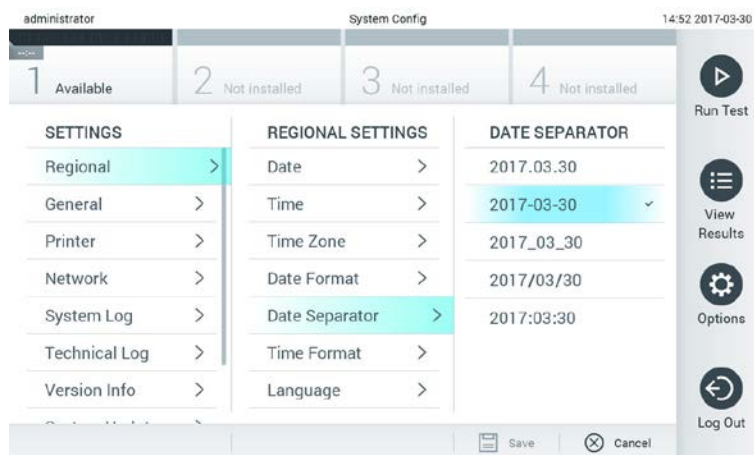 administrator
System Config
14:52 2017-03-30
--:--
1 Available
2 Not installed
3 Not installed
4 Not installed
Run Test
View
Results
Options
Log Out
SETTINGS
Regional >
General >
Printer >
Network >
System Log >
Technical Log >
Version Info >
REGIONAL SETTINGS
Date >
Time >
Time Zone >
Date Format >
Date Separator >
Time Format >
Language >
DATE SEPARATOR
2017.03.30
2017-03-30
2017_03_30
2017/03/30
2017:03:30
Save
Cancel